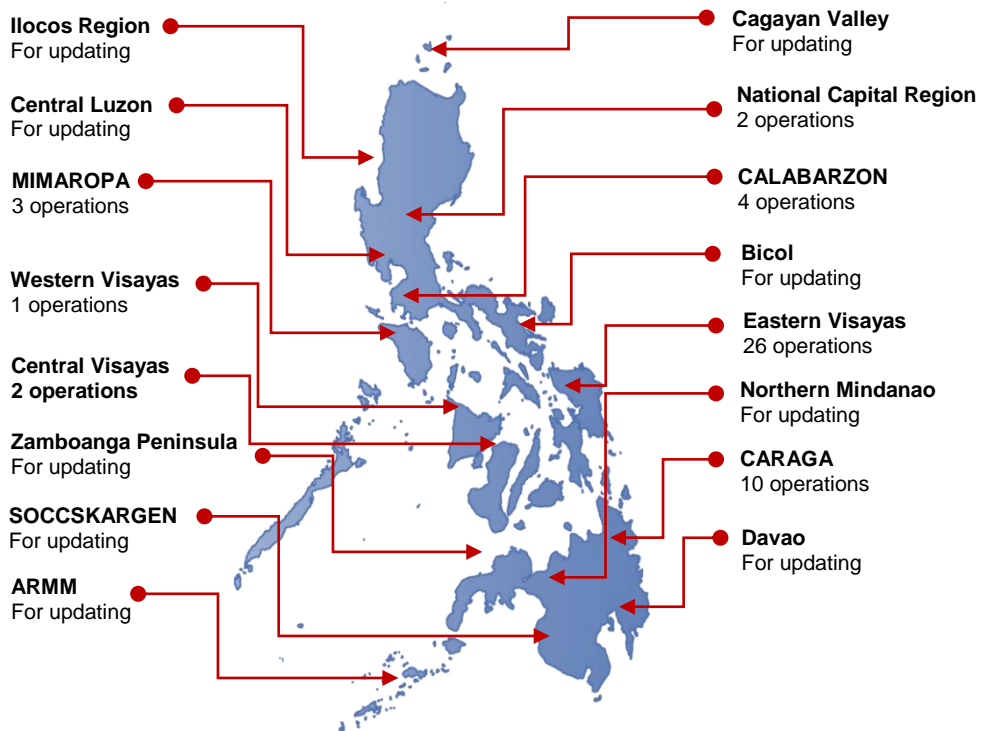 Ilocos Region
For updating
Central Luzon
For updating
MIMAROPA
3 operations
Western Visayas
1 operations
Central Visayas
2 operations
Zamboanga Peninsula
For updating
SOCCSKARGEN
For updating
ARMM
For updating
Cagayan Valley
For updating
National Capital Region
2 operations
CALABARZON
4 operations
Bicol
For updating
Eastern Visayas
26 operations
Northern Mindanao
For updating
CARAGA
10 operations
Davao
For updating